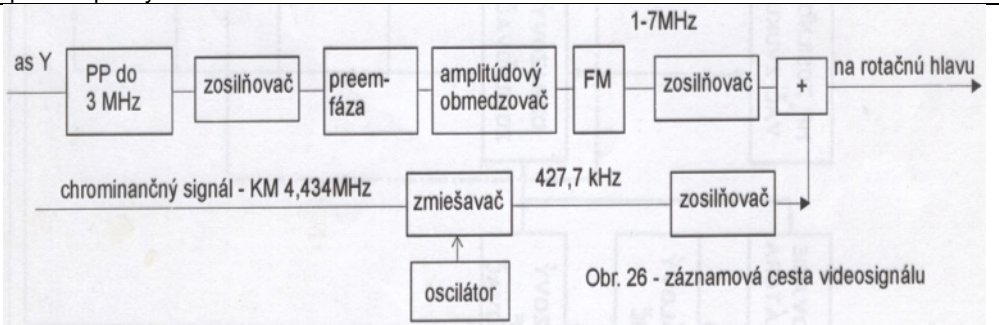 1-7MHz
as Y
PP do
3 MHz
zosilňovač
preem-
fáza
amplitúdový
obmedzovač
FM
zosilňovač
+
na rotačnú hlavu
chrominančný signál - KM 4,434MHz
zmiešavač
427,7 kHz
zosilňovač
oscilátor
Obr. 26 - záznamová cesta videosignálu